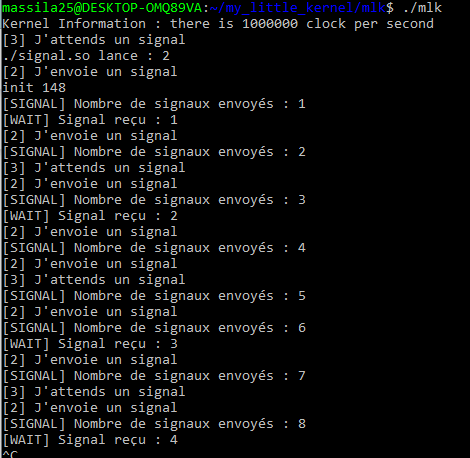 massila25@DESKTOP-OMQ89VA:~/my_little_kernel/mlk$ ./mlk
Kernel Information : there is 1000000 clock per second
[3] J'attends un signal
./signal.so lance : 2
[2] J'envoie un signal
init 148
[SIGNAL] Nombre de signaux envoyés : 1
[WAIT] Signal reçu : 1
[2] J'envoie un signal
[SIGNAL] Nombre de signaux envoyés : 2
[3] J'attends un signal
[2] J'envoie un signal
[SIGNAL] Nombre de signaux envoyés : 3
[WAIT] Signal reçu : 2
[2] J'envoie un signal
[SIGNAL] Nombre de signaux envoyés : 4
[2] J'envoie un signal
[3] J'attends un signal
[SIGNAL] Nombre de signaux envoyés : 5
[2] J'envoie un signal
[SIGNAL] Nombre de signaux envoyés : 6
[WAIT] Signal reçu : 3
[2] J'envoie un signal
[SIGNAL] Nombre de signaux envoyés : 7
[3] J'attends un signal
[2] J'envoie un signal
[SIGNAL] Nombre de signaux envoyés : 8
[WAIT] Signal reçu : 4
^C